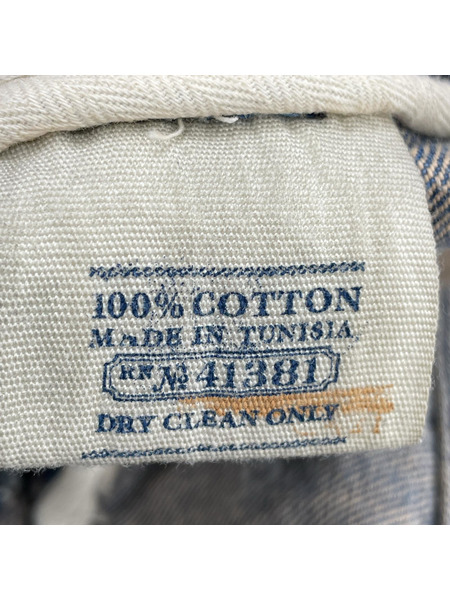 100% COTTON
MADE IN TUNISIA
RN № 41381
DRY CLEAN ONLY